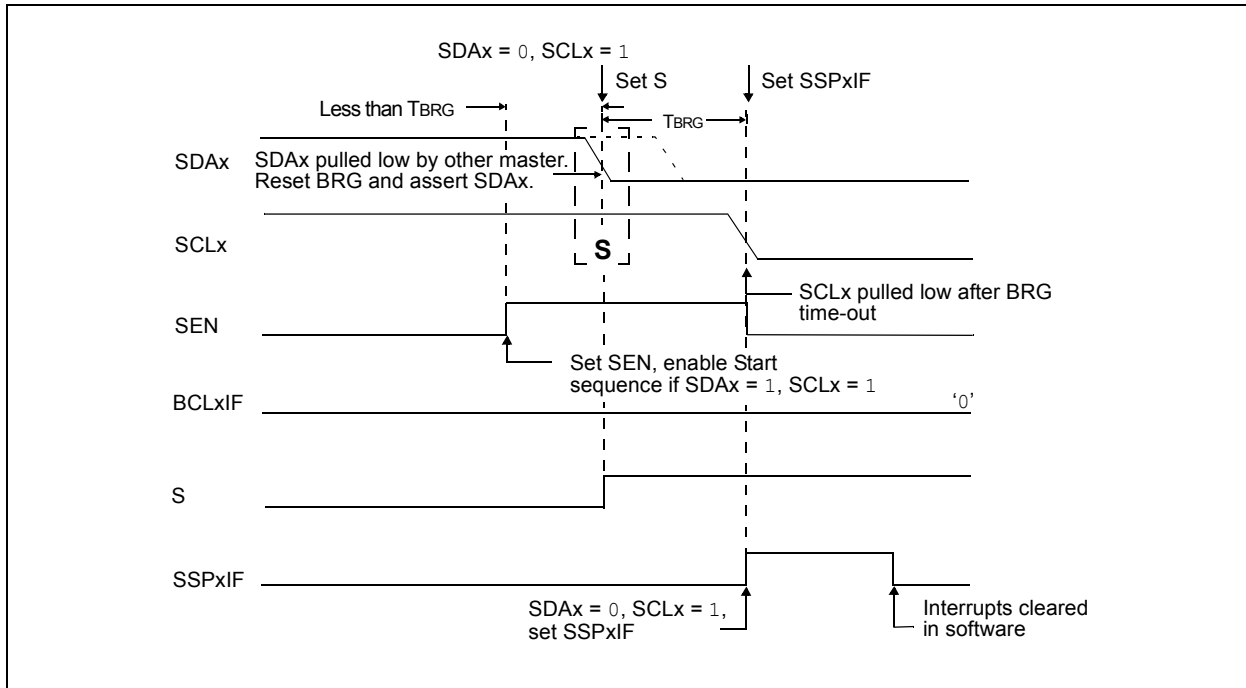 SDAx = 0, SCLx = 1
Set S
Set SSPxIF
Less than TBRG
TBRG
SDAx
SDAx pulled low by other master.
Reset BRG and assert SDAx.
SCLx
S
SCLx pulled low after BRG
time-out
SEN
Set SEN, enable Start
sequence if SDAx = 1, SCLx = 1
BCLxIF
‘0’
S
SSPxIF
SDAx = 0, SCLx = 1,
set SSPxIF
Interrupts cleared
in software